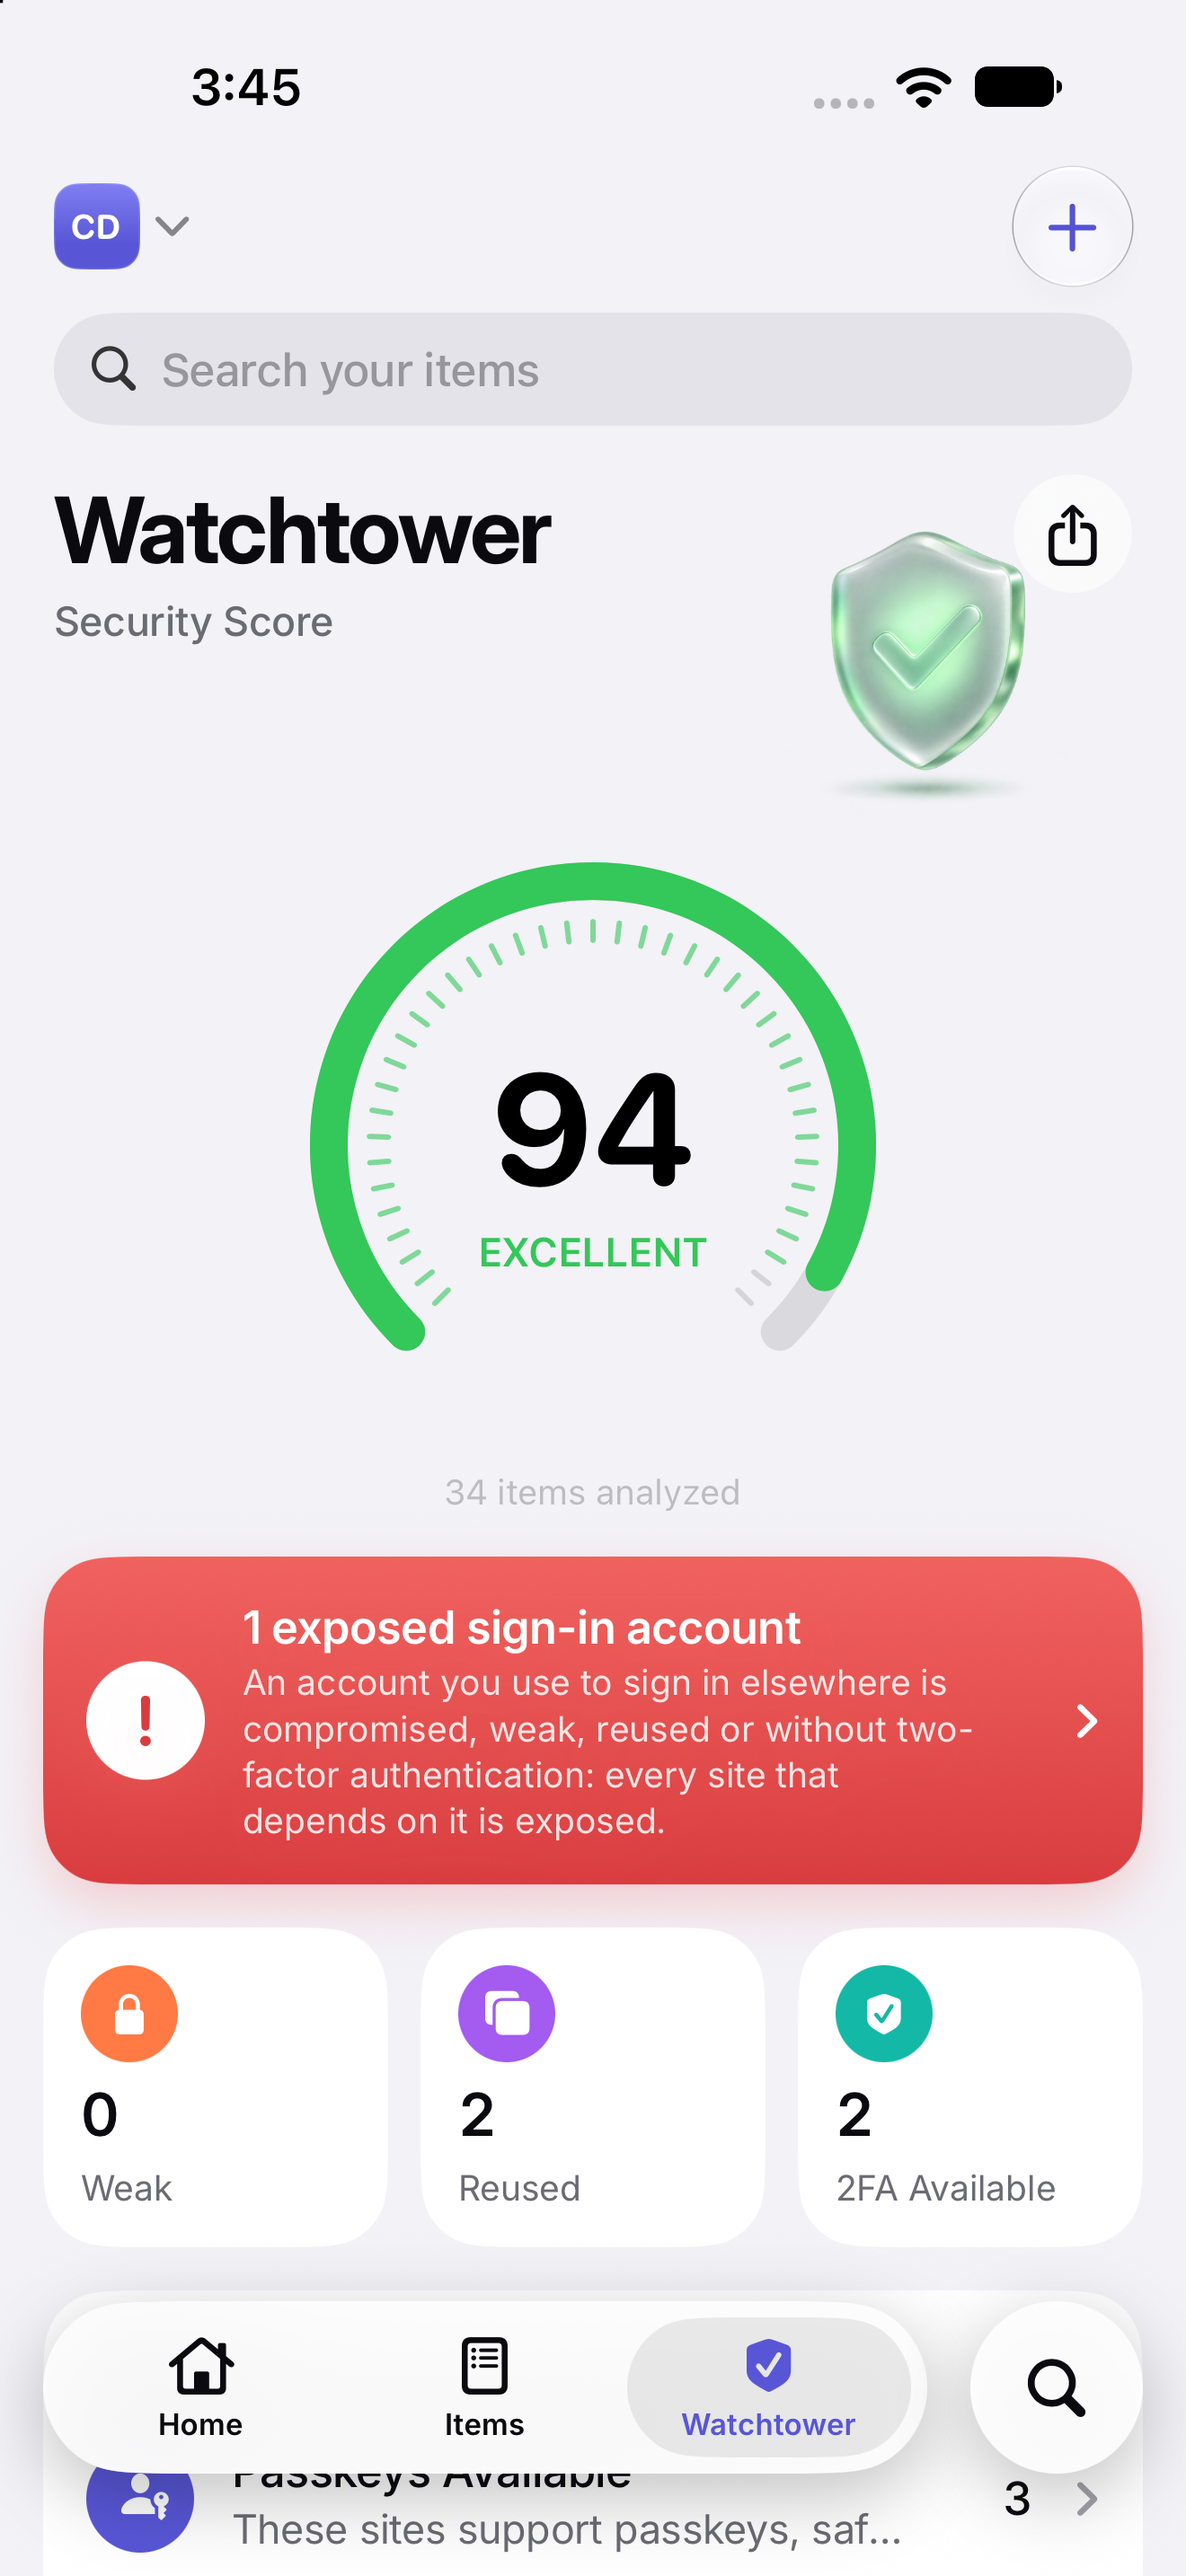 3:45
CD
Search your items
Watchtower
Security Score
94
EXCELLENT
34 items analyzed
1 exposed sign-in account
An account you use to sign in elsewhere is
compromised, weak, reused or without two-
factor authentication: every site that
depends on it is exposed.
0
Weak
2
Reused
2
2FA Available
Home
Items
Watchtower
Passkeys Available
These sites support passkeys, saf...
3